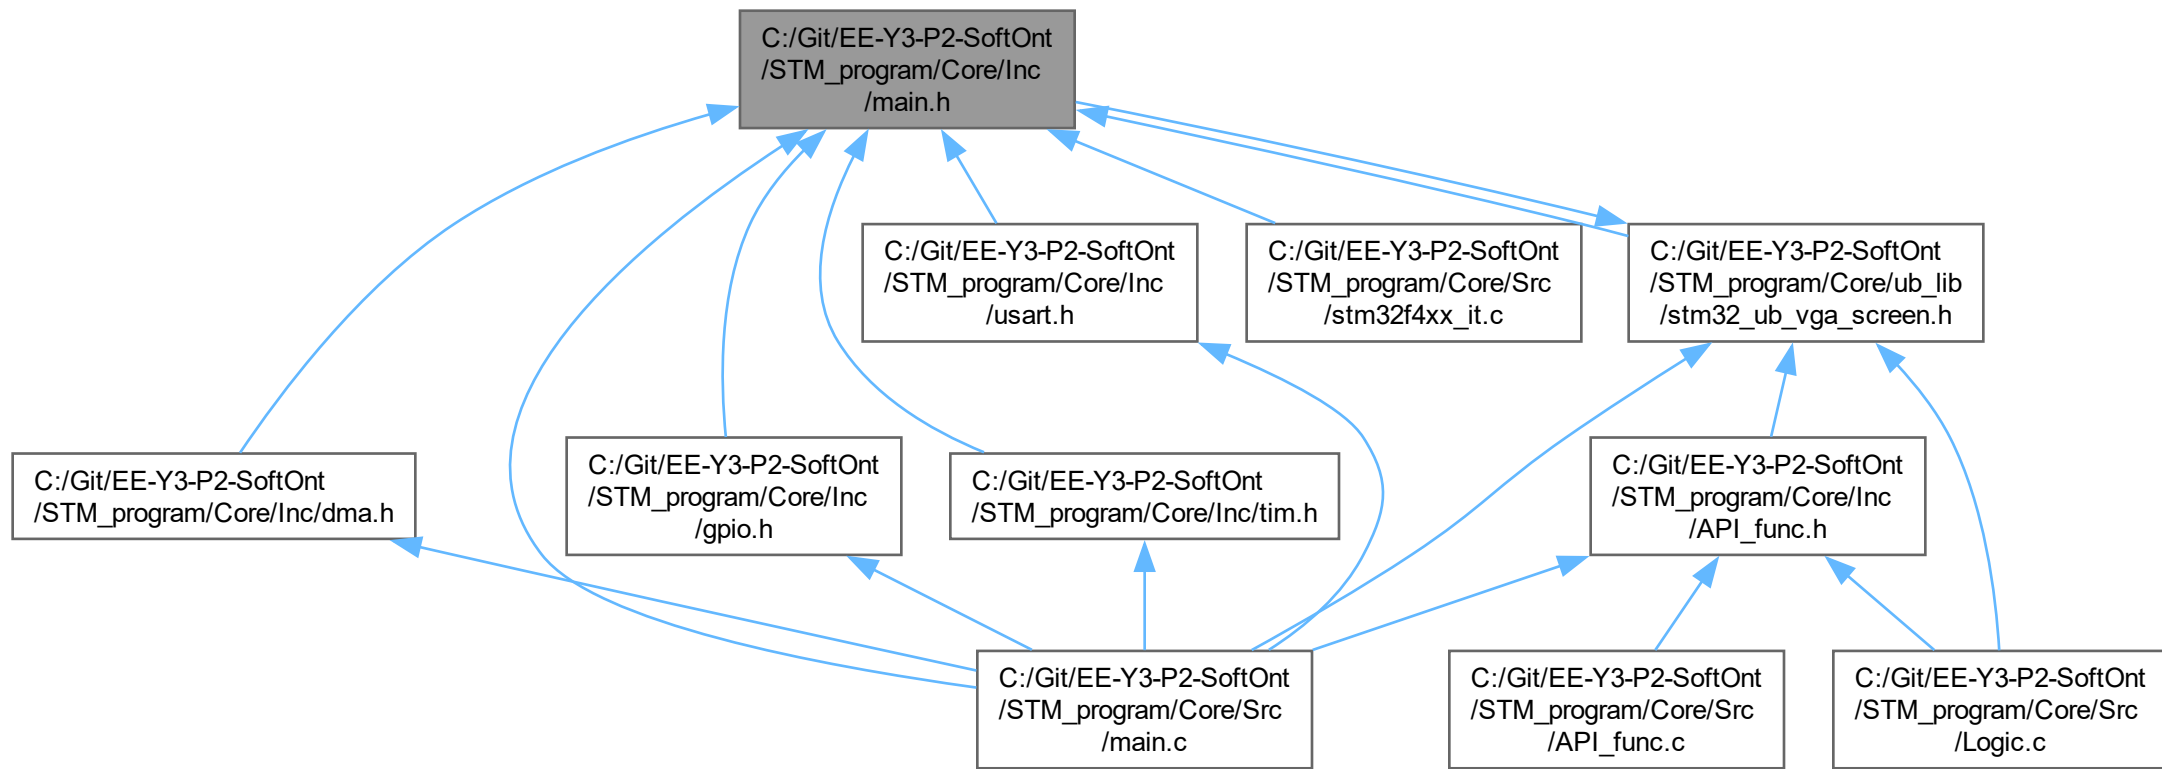 C:/Git/EE-Y3-P2-SoftOnt
/STM_program/Core/Inc
/main.h
C:/Git/EE-Y3-P2-SoftOnt
/STM_program/Core/Inc
/usart.h
C:/Git/EE-Y3-P2-SoftOnt
/STM_program/Core/Src
/stm32f4xx_it.c
C:/Git/EE-Y3-P2-SoftOnt
/STM_program/Core/ub_lib
/stm32_ub_vga_screen.h
C:/Git/EE-Y3-P2-SoftOnt
/STM_program/Core/Inc/dma.h
C:/Git/EE-Y3-P2-SoftOnt
/STM_program/Core/Inc
/gpio.h
C:/Git/EE-Y3-P2-SoftOnt
/STM_program/Core/Inc/tim.h
C:/Git/EE-Y3-P2-SoftOnt
/STM_program/Core/Inc
/API_func.h
C:/Git/EE-Y3-P2-SoftOnt
/STM_program/Core/Src
/main.c
C:/Git/EE-Y3-P2-SoftOnt
/STM_program/Core/Src
/API_func.c
C:/Git/EE-Y3-P2-SoftOnt
/STM_program/Core/Src
/Logic.c